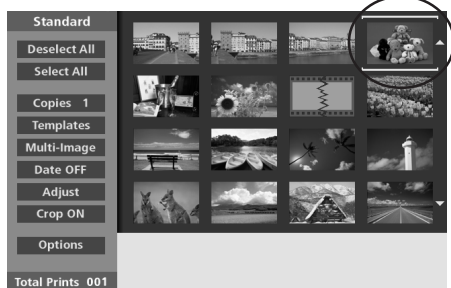 Standard
Deselect All
Select All
Copies 1
Templates
Multi-Image
Date OFF
Adjust
Crop ON
Options
Total Prints 001